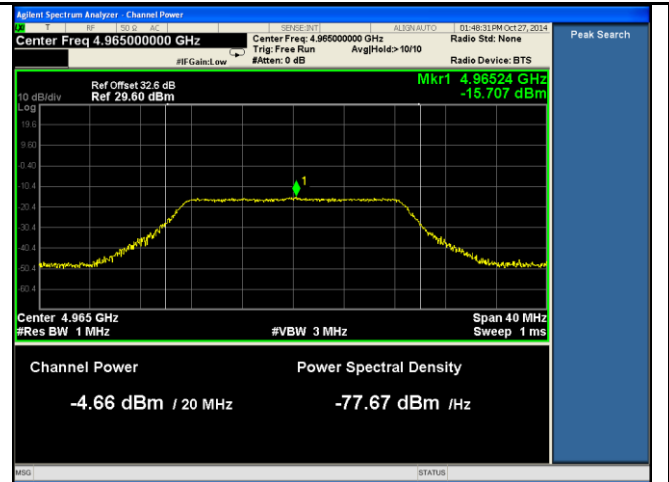 Agilent Spectrum Analyzer - Channel Power
T RF 50 Ω AC SENSE:INT ALIGN AUTO 01:48:31 PM Oct 27, 2014
Center Freq 4.965000000 GHz Center Freq: 4.965000000 GHz Radio Std: None Peak Search
Trig: Free Run Avg|Hold:>10/10
#IFGain:Low #Atten: 0 dB Radio Device: BTS
Mkr1 4.96524 GHz
Ref Offset 32.6 dB
10 dB/div Ref 29.60 dBm -15.707 dBm
Log
19.6
9.60
-0.40
1
-10.4
-20.4
-30.4
-40.4
-50.4
-60.4
Center 4.965 GHz Span 40 MHz
#Res BW 1 MHz #VBW 3 MHz Sweep 1 ms
Channel Power Power Spectral Density
-4.66 dBm / 20 MHz -77.67 dBm /Hz
MSG STATUS